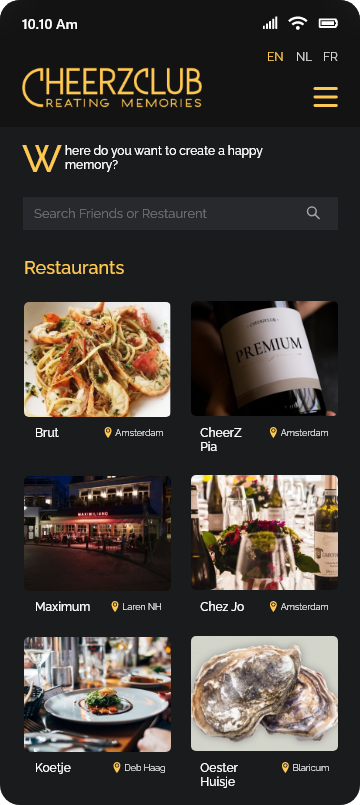 10.10 Am
EN NL FR
CHEERZCLUB
CREATING MEMORIES
Where do you want to create a happy
memory?
Search Friends or Restaurent
Restaurants
PREMIUM
Brut Amsterdam
CheerZ Amsterdam
Pia
MAXIMILIANO
Maximum Laren NH
Chez Jo Amsterdam
Koetje Deb Haag
Oester Blaricum
Huisje